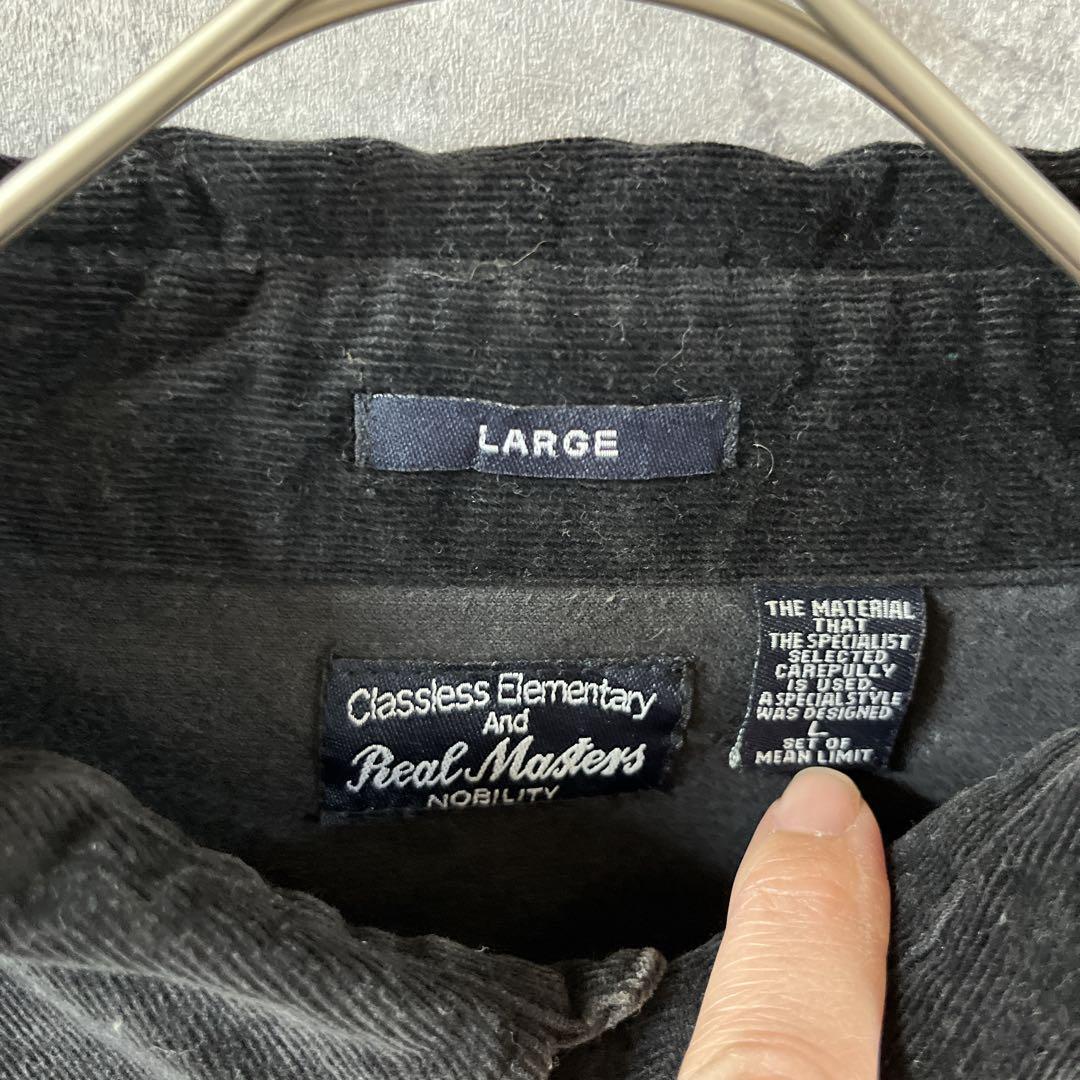 LARGE
Classless Elementary
And
Real Masters
NOBILITY
THE MATERIAL
THAT
THE SPECIALIST
SELECTED
CAREPULLY
IS USED.
A SPECIAL STYLE
WAS DESIGNED
L
SET OF
MEAN LIMIT